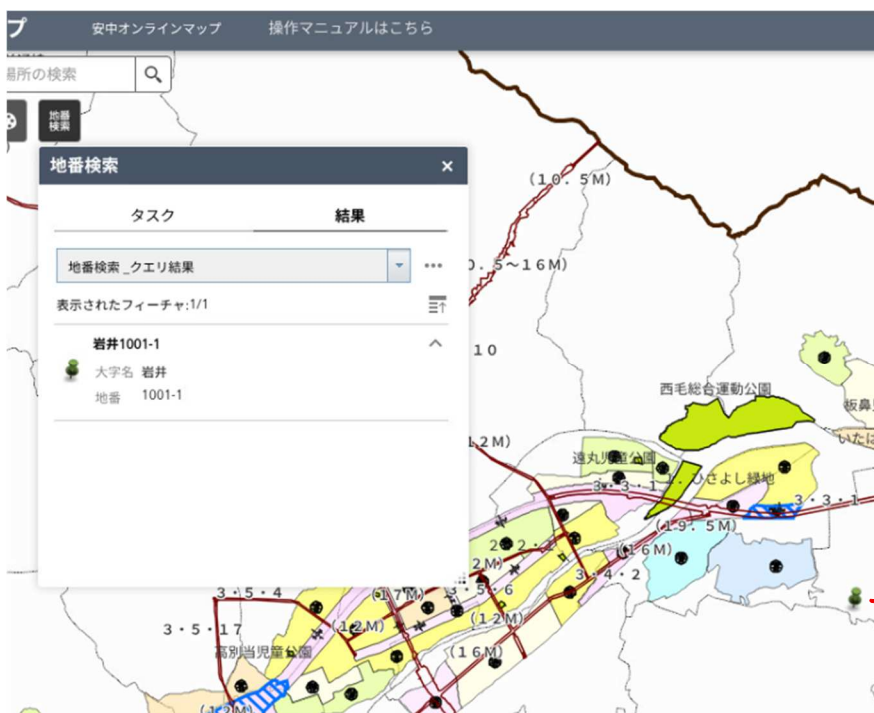 プ
安中オンラインマップ
操作マニュアルはこちら
場所の検索
地番
検索
地番検索
×
タスク
結果
地番検索 _クエリ結果
表示されたフィーチャ:1/1
岩井1001-1
大字名 岩井
地番 1001-1
(10.5M)
0.5～16M)
10
西毛総合運動公園
板鼻
いたは
2M)
遠丸児童公園
ひさよし緑地
3・3・1
3・3・1
(19.5M)
(16M)
3・4・2
2M)
3・5・4
(17M)
・5・6
(12M)
(12M)
3・5・17
高別当児童公園
(16M)
(12M)